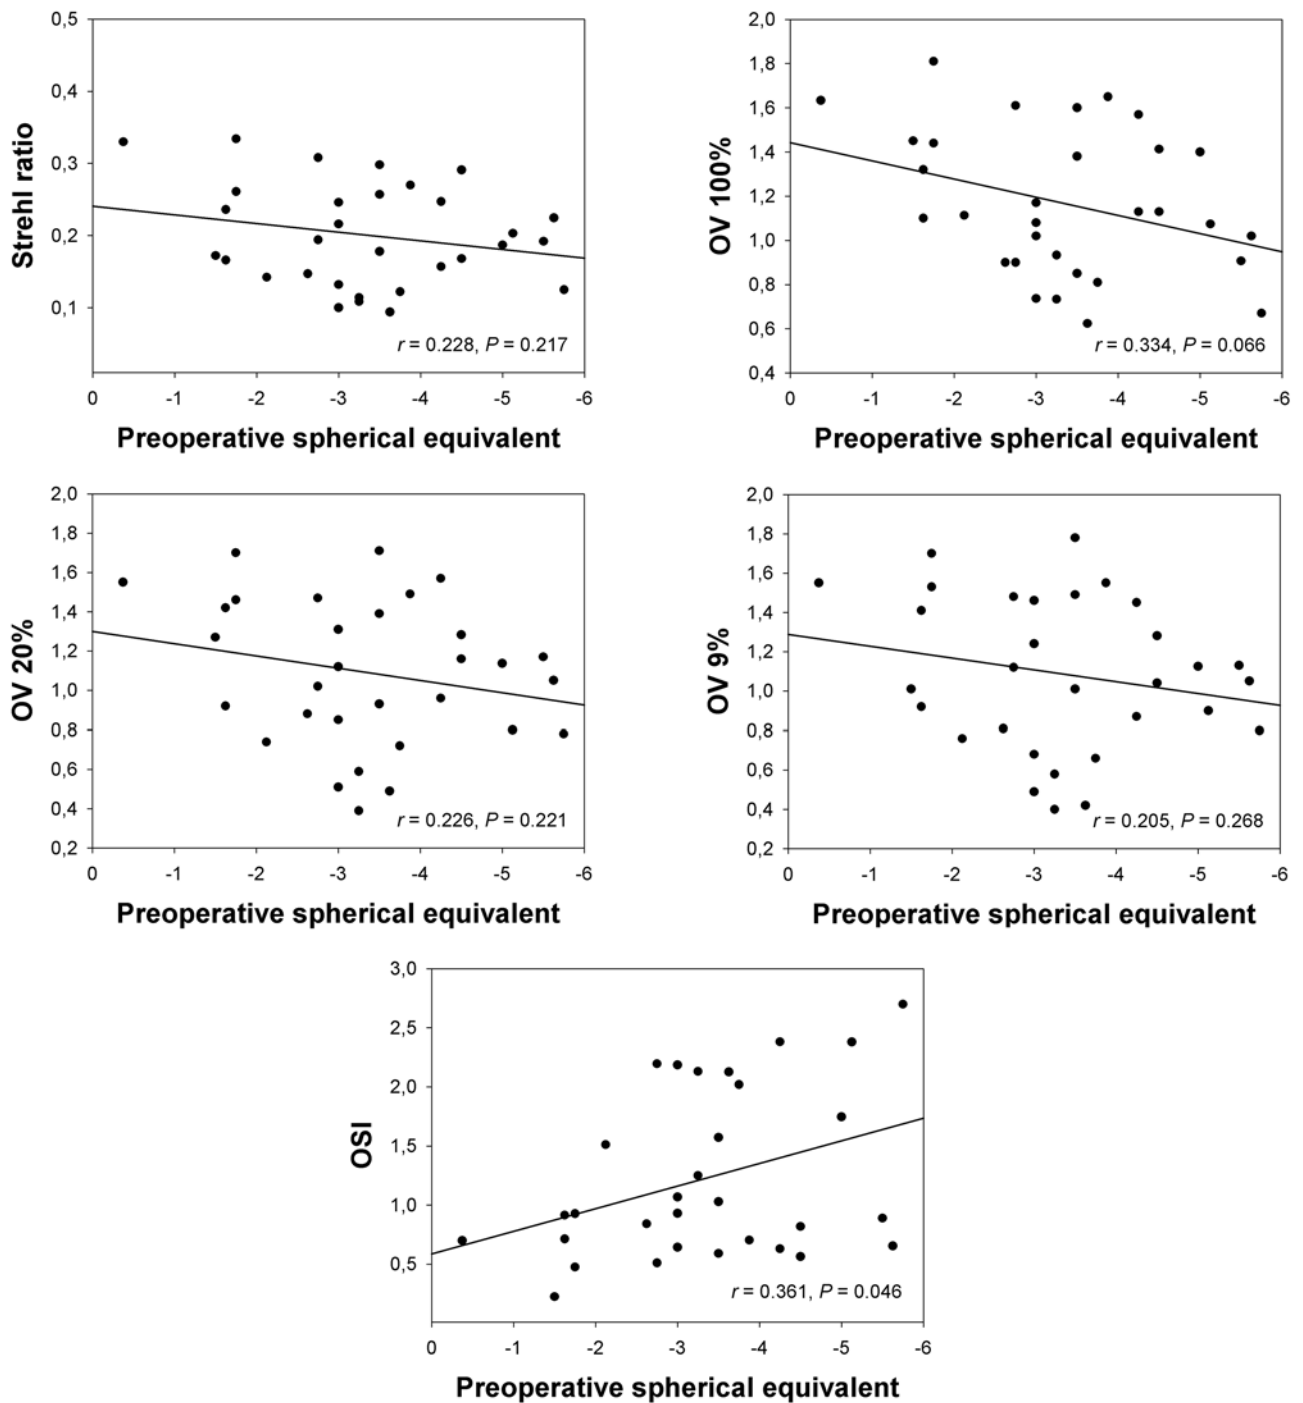 0,5
0,4
0,3
0,2
0,1
Strehl ratio
r = 0.228, P = 0.217
0 -1 -2 -3 -4 -5 -6
Preoperative spherical equivalent
2,0
1,8
1,6
1,4
1,2
1,0
0,8
0,6
0,4
OV 100%
r = 0.334, P = 0.066
0 -1 -2 -3 -4 -5 -6
Preoperative spherical equivalent
2,0
1,8
1,6
1,4
1,2
1,0
0,8
0,6
0,4
0,2
OV 20%
r = 0.226, P = 0.221
0 -1 -2 -3 -4 -5 -6
Preoperative spherical equivalent
2,0
1,8
1,6
1,4
1,2
1,0
0,8
0,6
0,4
0,2
OV 9%
r = 0.205, P = 0.268
0 -1 -2 -3 -4 -5 -6
Preoperative spherical equivalent
3,0
2,5
2,0
1,5
1,0
0,5
OSI
r = 0.361, P = 0.046
0 -1 -2 -3 -4 -5 -6
Preoperative spherical equivalent